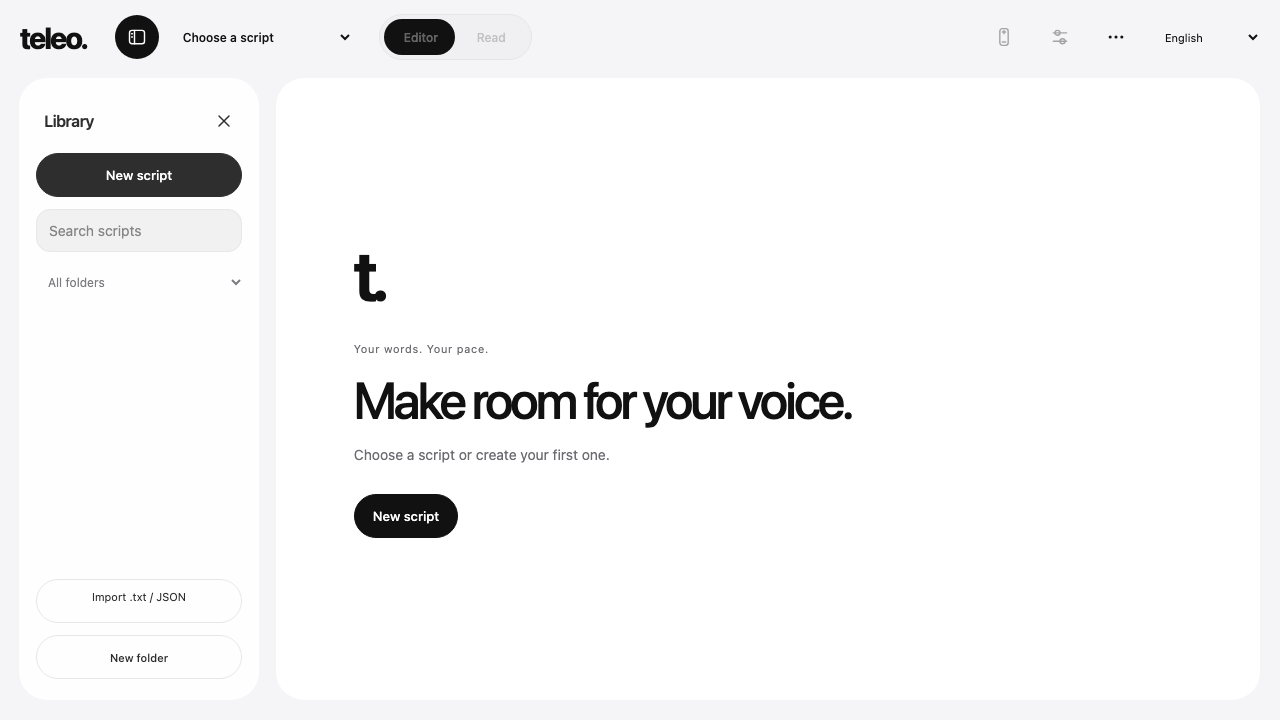 teleo.
Choose a script
Editor
Read
English
Library
New script
Search scripts
All folders
Import .txt / JSON
New folder
t.
Your words. Your pace.
Make room for your voice.
Choose a script or create your first one.
New script